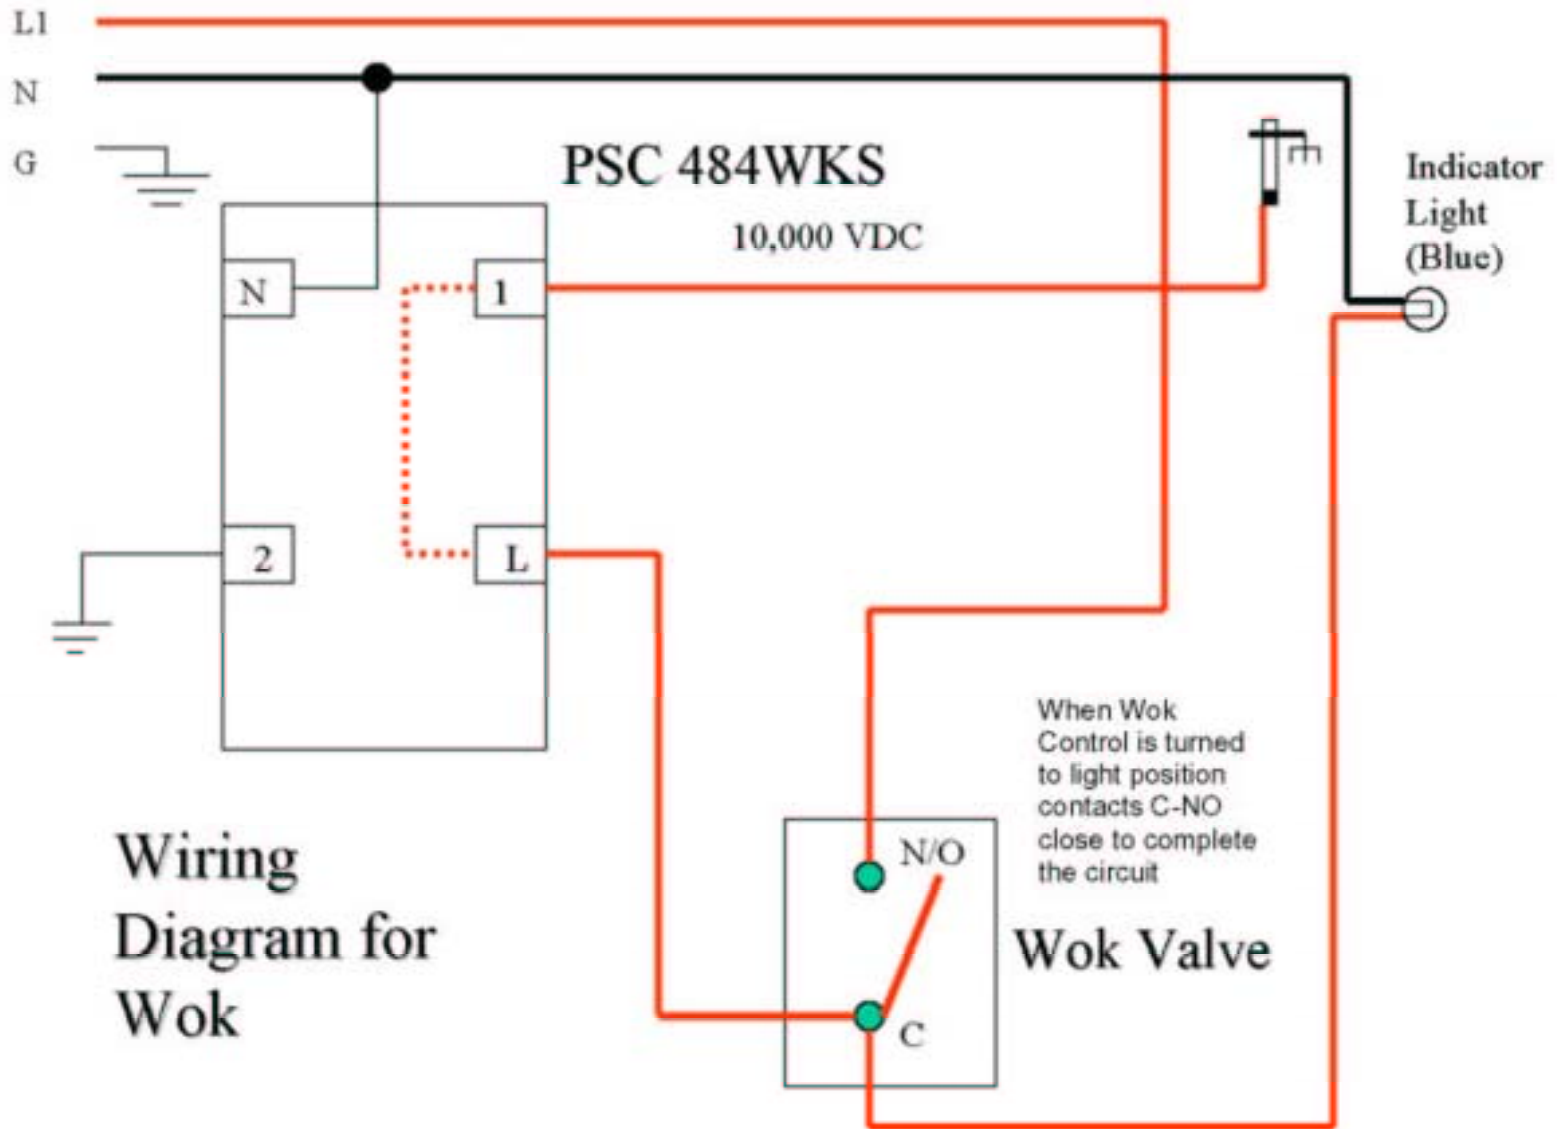 L1
N
G
PSC 484WKS
10,000 VDC
Indicator
Light
(Blue)
N
1
2
L
When Wok
Control is turned
to light position
contacts C-NO
close to complete
the circuit
N/O
C
Wok Valve
Wiring
Diagram for
Wok